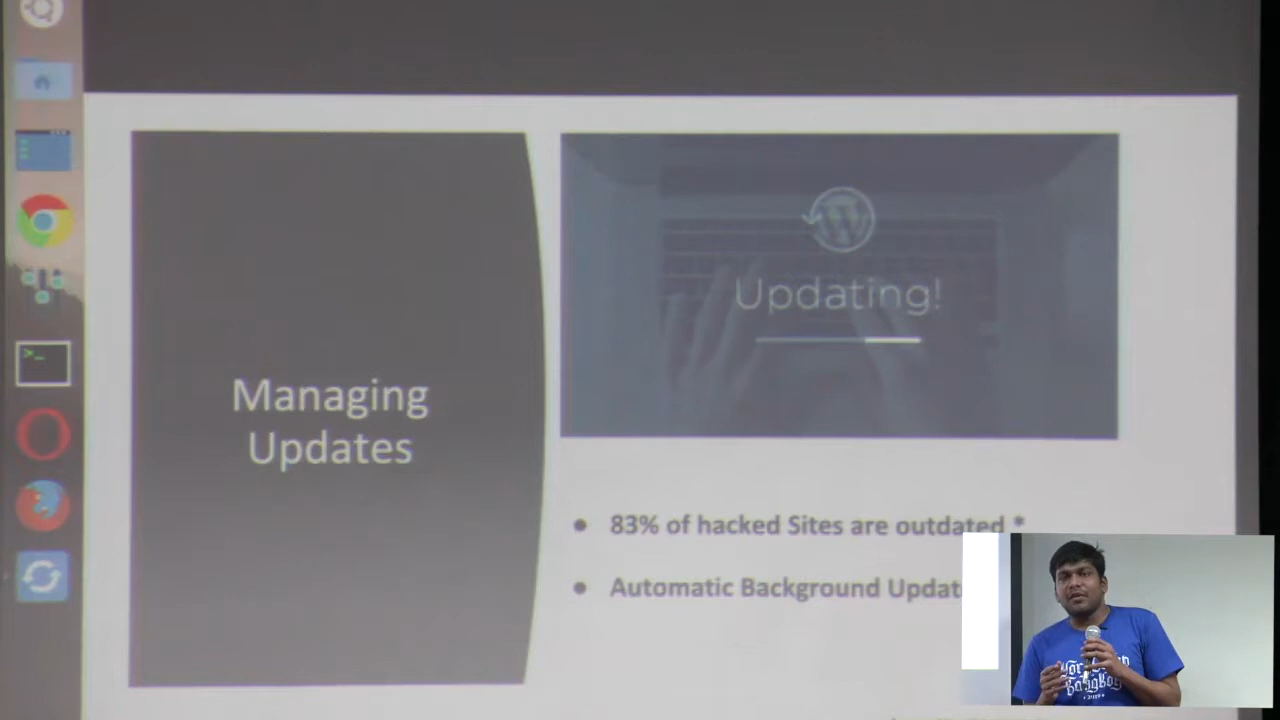 Updating!
Managing
Updates
83% of hacked Sites are outdated *
Automatic Background Updat